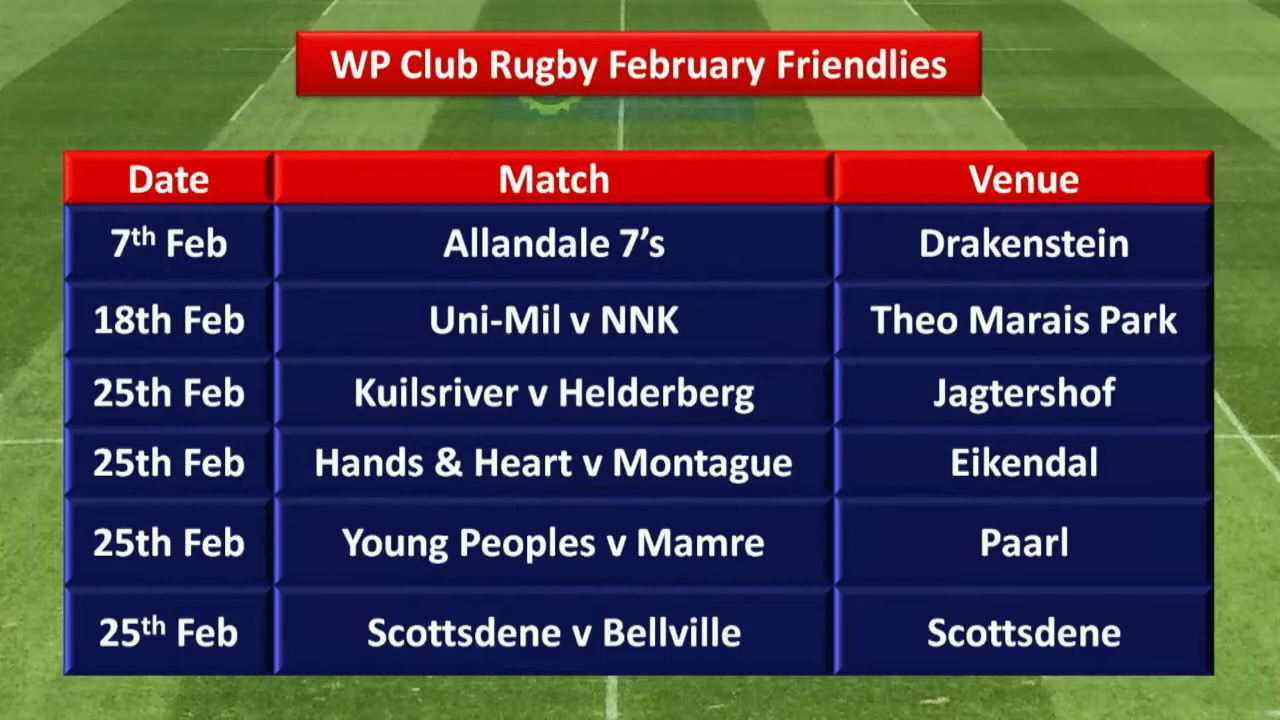 WP Club Rugby February Friendlies
Date Match Venue
7th Feb Allandale 7’s Drakenstein
18th Feb Uni-Mil v NNK Theo Marais Park
25th Feb Kuilsriver v Helderberg Jagtershof
25th Feb Hands & Heart v Montague Eikendal
25th Feb Young Peoples v Mamre Paarl
25th Feb Scottsdene v Bellville Scottsdene